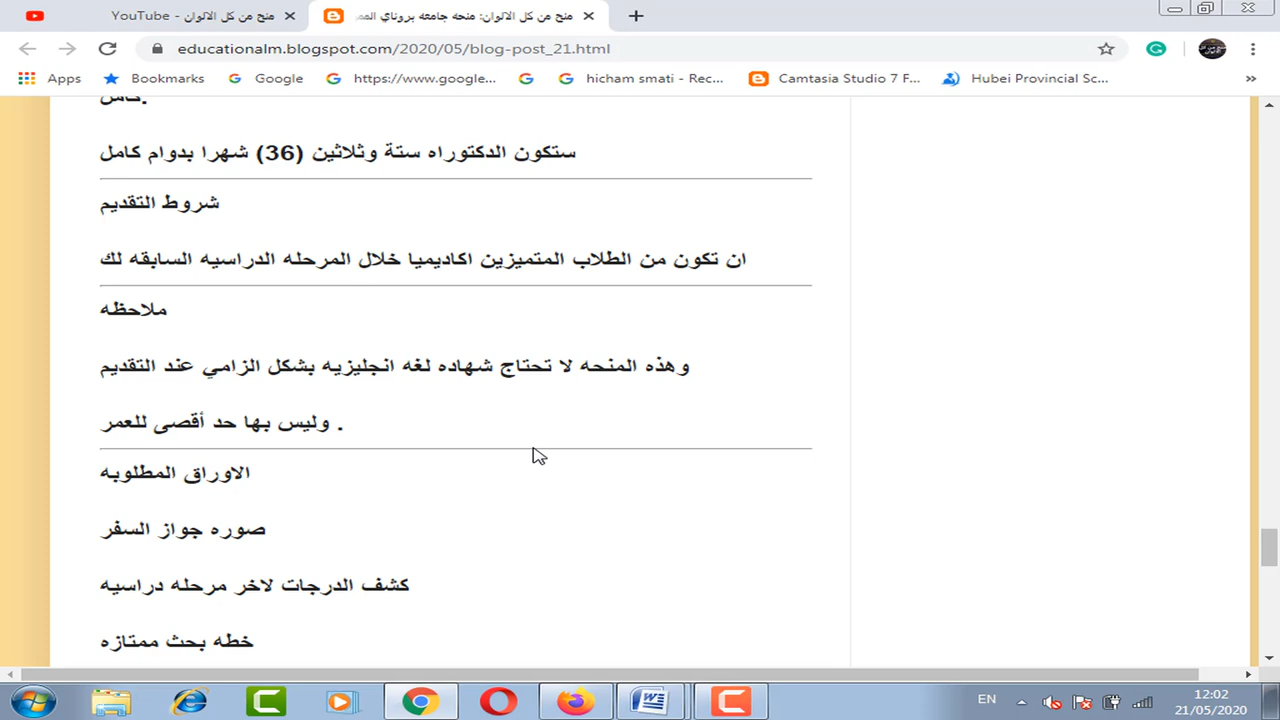 منح من كل الالوان - YouTube
منح من كل الالوان: منحه جامعه بروناي
educationalm.blogspot.com/2020/05/blog-post_21.html
Apps
Bookmarks
Google
https://www.google...
hicham smati - Rec...
Camtasia Studio 7 F...
Hubei Provincial Sc...
»
كامل.
ستكون الدكتوراه ستة وثلاثين (36) شهرا بدوام كامل
شروط التقديم
ان تكون من الطلاب المتميزين اكاديميا خلال المرحله الدراسيه السابقه لك
ملاحظه
وهذه المنحه لا تحتاج شهاده لغه انجليزيه بشكل الزامي عند التقديم
وليس بها حد أقصى للعمر .
الاوراق المطلوبه
صوره جواز السفر
كشف الدرجات لاخر مرحله دراسيه
خطه بحث ممتازه
EN
12:02
21/05/2020